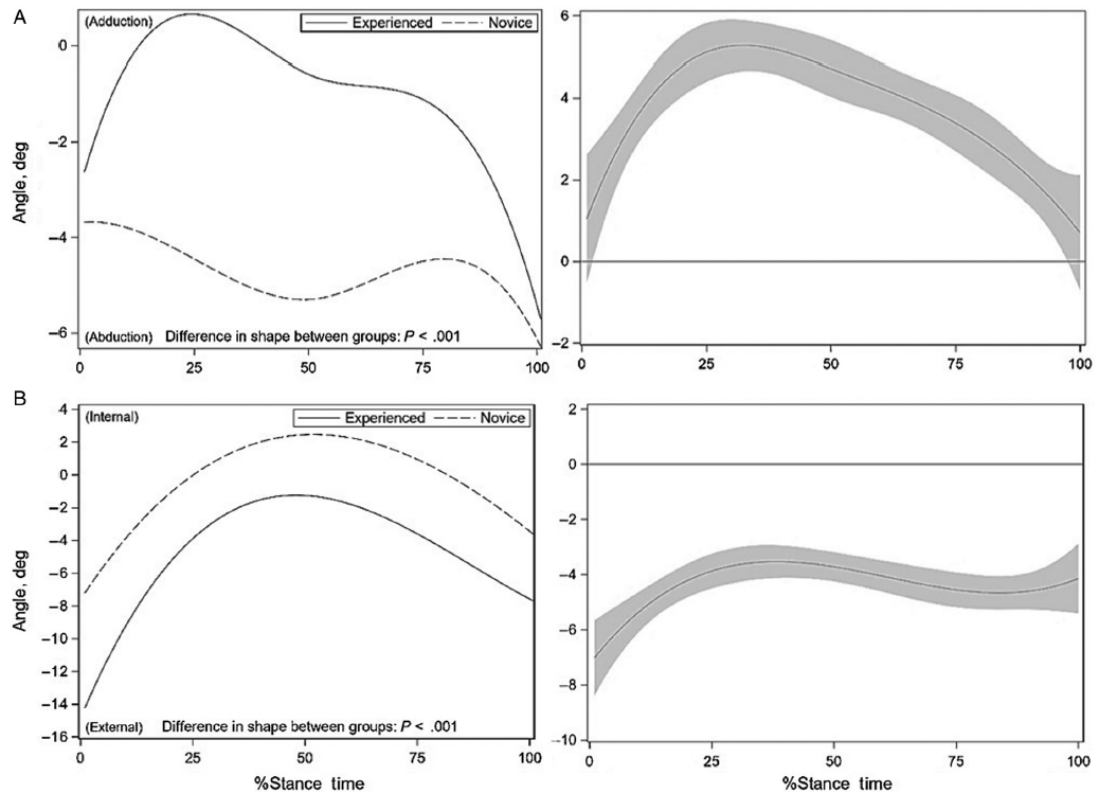 A
(Adduction)
Experienced Novice
Angle, deg
0
–2
–4
–6
(Abduction) Difference in shape between groups: P < .001
0 25 50 75 100
6
4
2
0
–2
0 25 50 75 100
B
(Internal)
Experienced Novice
Angle, deg
4
2
0
–2
–4
–6
–8
–10
–12
–14
–16
(External) Difference in shape between groups: P < .001
0 25 50 75 100
%Stance time
2
0
–2
–4
–6
–8
–10
0 25 50 75 100
%Stance time